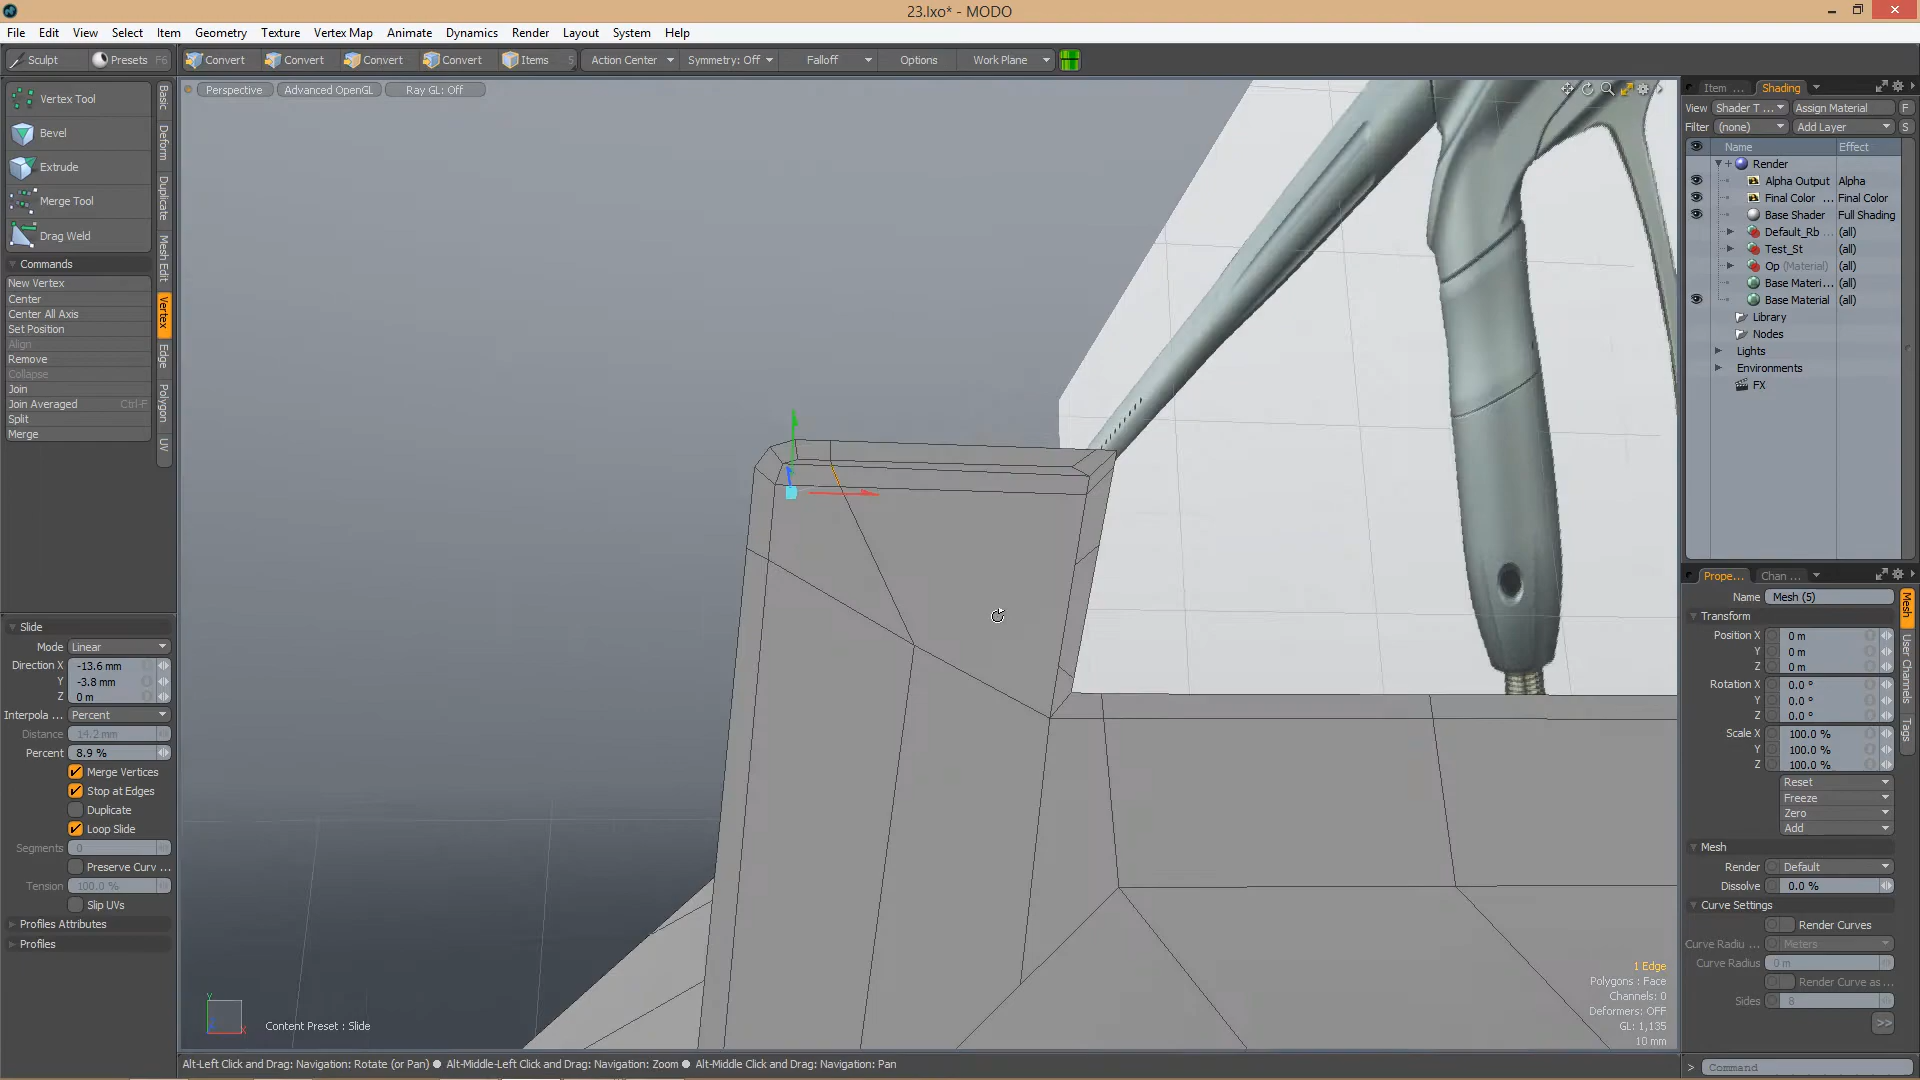 23.lxo* - MODO
File Edit View Select Item Geometry Texture Vertex Map Animate Dynamics Render Layout System Help
Sculpt Presets F6 Convert Convert Convert Convert Items 5 Action Center Symmetry: Off Falloff Options Work Plane
Perspective Advanced OpenGL Ray GL: Off
Vertex Tool
Bevel
Extrude
Merge Tool
Drag Weld
Commands
New Vertex
Center
Center All Axis
Set Position
Align
Remove
Collapse
Join
Join Averaged Ctrl-F
Split
Merge
Basic
Deform
Duplicate
Mesh Edit
Vertex
Edge
Polygon
UV
Slide
Mode Linear
Direction X -13.6 mm
Y -3.8 mm
Z 0 m
Interpola ... Percent
Distance 14.2 mm
Percent 8.9 %
Merge Vertices
Stop at Edges
Duplicate
Loop Slide
Segments 0
Preserve Curv ...
Tension 100.0 %
Slip UVs
Profiles Attributes
Profiles
Y
X
Content Preset : Slide
1 Edge
Polygons : Face
Channels: 0
Deformers: OFF
GL: 1,135
10 mm
Alt-Left Click and Drag: Navigation: Rotate (or Pan) ● Alt-Middle-Left Click and Drag: Navigation: Zoom ● Alt-Middle Click and Drag: Navigation: Pan
Item ... Shading
View Shader T ... Assign Material F
Filter (none) Add Layer S
Name Effect
Render
Alpha Output Alpha
Final Color ... Final Color
Base Shader Full Shading
Default_Rb ... (all)
Test_St (all)
Op (Material) (all)
Base Materi... (all)
Base Material (all)
Library
Nodes
Lights
Environments
FX
Prope... Chan ...
Name Mesh (5)
Transform
Position X 0 m
Y 0 m
Z 0 m
Rotation X 0.0 °
Y 0.0 °
Z 0.0 °
Scale X 100.0 %
Y 100.0 %
Z 100.0 %
Reset
Freeze
Zero
Add
Mesh
Render Default
Dissolve 0.0 %
Curve Settings
Render Curves
Curve Radiu ... Meters
Curve Radius 0 m
Render Curve as ...
Sides 8
>>
Mesh
User Channels
Tags
> Command